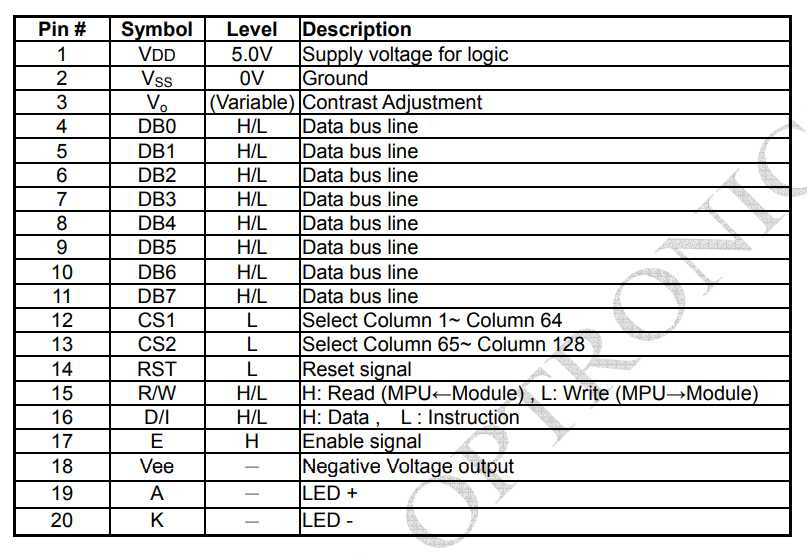 Pin # Symbol Level Description
1 VDD 5.0V Supply voltage for logic
2 VSS 0V Ground
3 Vo (Variable) Contrast Adjustment
4 DB0 H/L Data bus line
5 DB1 H/L Data bus line
6 DB2 H/L Data bus line
7 DB3 H/L Data bus line
8 DB4 H/L Data bus line
9 DB5 H/L Data bus line
10 DB6 H/L Data bus line
11 DB7 H/L Data bus line
12 CS1 L Select Column 1~ Column 64
13 CS2 L Select Column 65~ Column 128
14 RST L Reset signal
15 R/W H/L H: Read (MPU←Module) , L: Write (MPU→Module)
16 D/I H/L H: Data , L : Instruction
17 E H Enable signal
18 Vee — Negative Voltage output
19 A — LED +
20 K — LED -
OPTRONIC